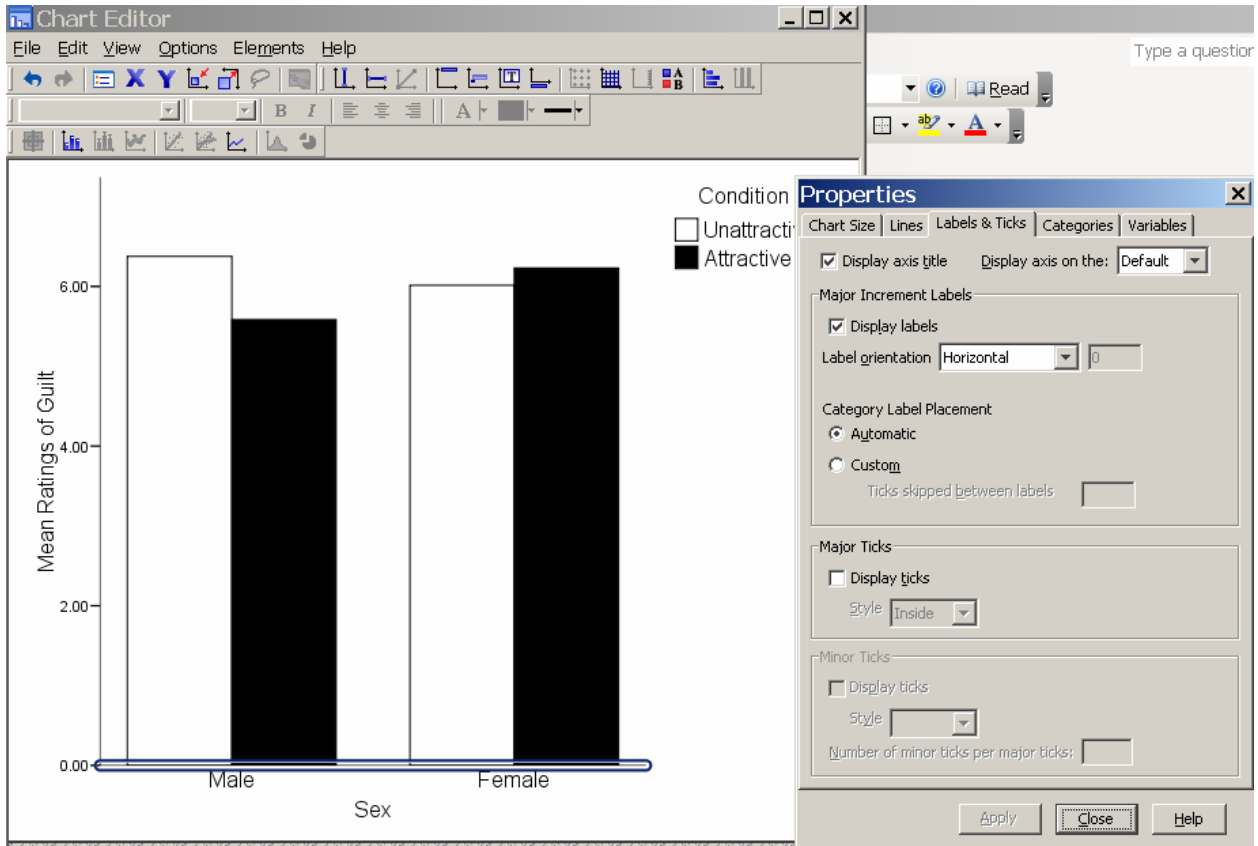 Chart Editor
File Edit View Options Elements Help
Type a question
Read
X Y
B I A
Condition
Unattractiv
Attractive
6.00
4.00
2.00
0.00
Mean Ratings of Guilt
Male Female
Sex
Properties
Chart Size Lines Labels & Ticks Categories Variables
Display axis title Display axis on the: Default
Major Increment Labels
Display labels
Label orientation Horizontal 0
Category Label Placement
Automatic
Custom
Ticks skipped between labels
Major Ticks
Display ticks
Style Inside
Minor Ticks
Display ticks
Style
Number of minor ticks per major ticks:
Apply Close Help